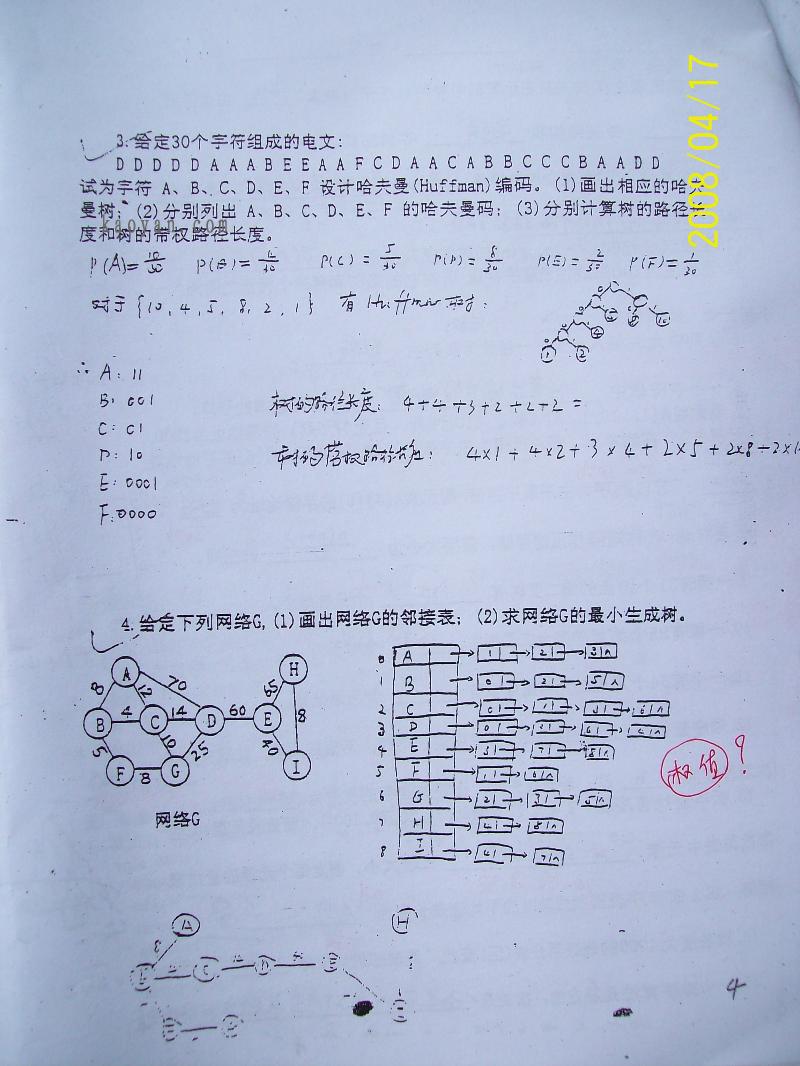 2008/04/17
3.给定30个字符组成的电文:
D D D D D A A A B E E A A F C D A A C A B B C C C B A A D D
试为字符 A、B、C、D、E、F 设计哈夫曼(Huffman)编码。(1)画出相应的哈夫
曼树; (2)分别列出 A、B、C、D、E、F 的哈夫曼码; (3)分别计算树的路径长
度和树的带权路径长度。
kaoyan.com
P(A)=10/30 P(B)=4/30 P(C)=5/30 P(D)=8/30 P(E)=2/30 P(F)=1/30
对于{10, 4, 5, 8, 2, 1} 有 Huffman 树:
∴ A: 11
B: 001
C: 01
树的路径长度: 4+4+3+2+2+2=
D: 10
树的带权路径长度: 4×1+4×2+3×4+2×5+2×8+2×1
E: 0001
F: 0000
4.给定下列网络G,(1)画出网络G的邻接表; (2)求网络G的最小生成树。
A 70 H
8 12 65
B 4 C 14 D 60 E 8
5 10 25 40
F 8 G I
网络G
0 A 1 2 3 ∧
1 B 0 2 5 ∧
2 C 0 1 3 6 ∧
3 D 0 2 6 4 ∧
4 E 3 7 8 ∧
5 F 1 6 ∧
6 G 2 3 5 ∧
7 H 4 8 ∧
8 I 4 7 ∧
权值?
A H
8
C D E
4